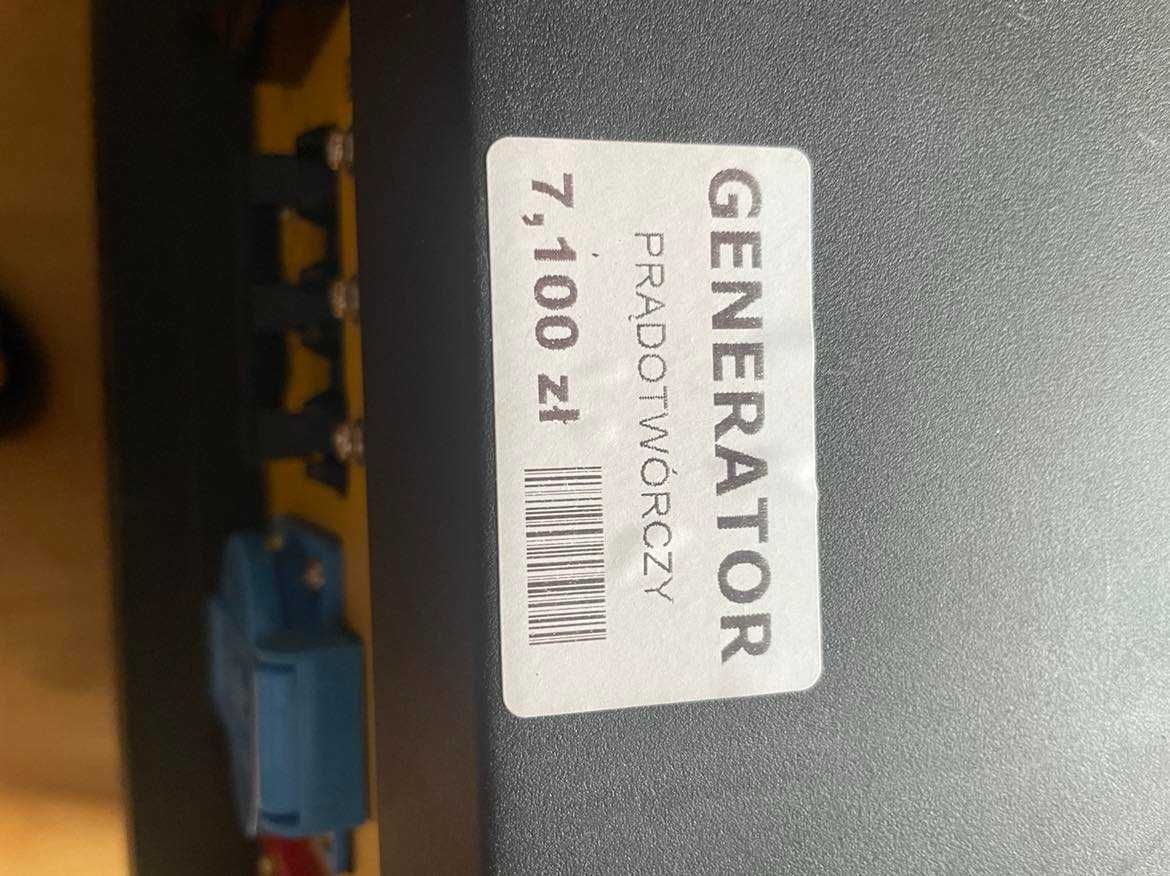 GENERATOR
PRĄDOTWÓRCZY
7,100 zł